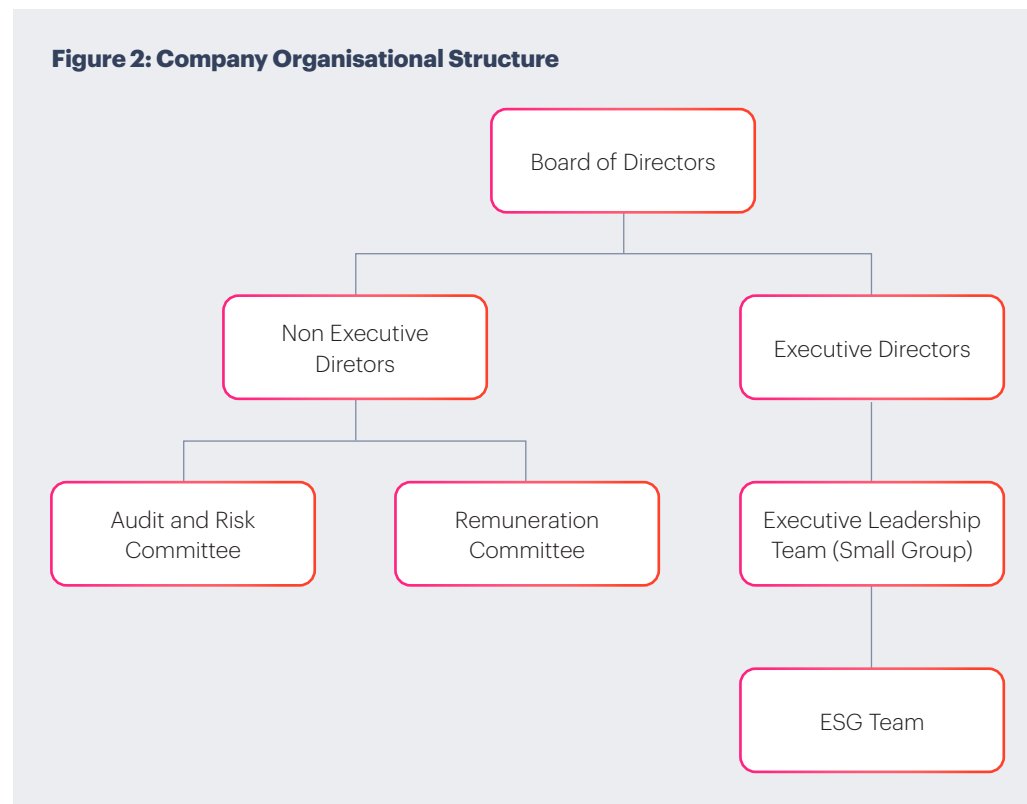 Figure 2: Company Organisational Structure
Board of Directors
Non Executive
Diretors
Executive Directors
Audit and Risk
Committee
Remuneration
Committee
Executive Leadership
Team (Small Group)
ESG Team